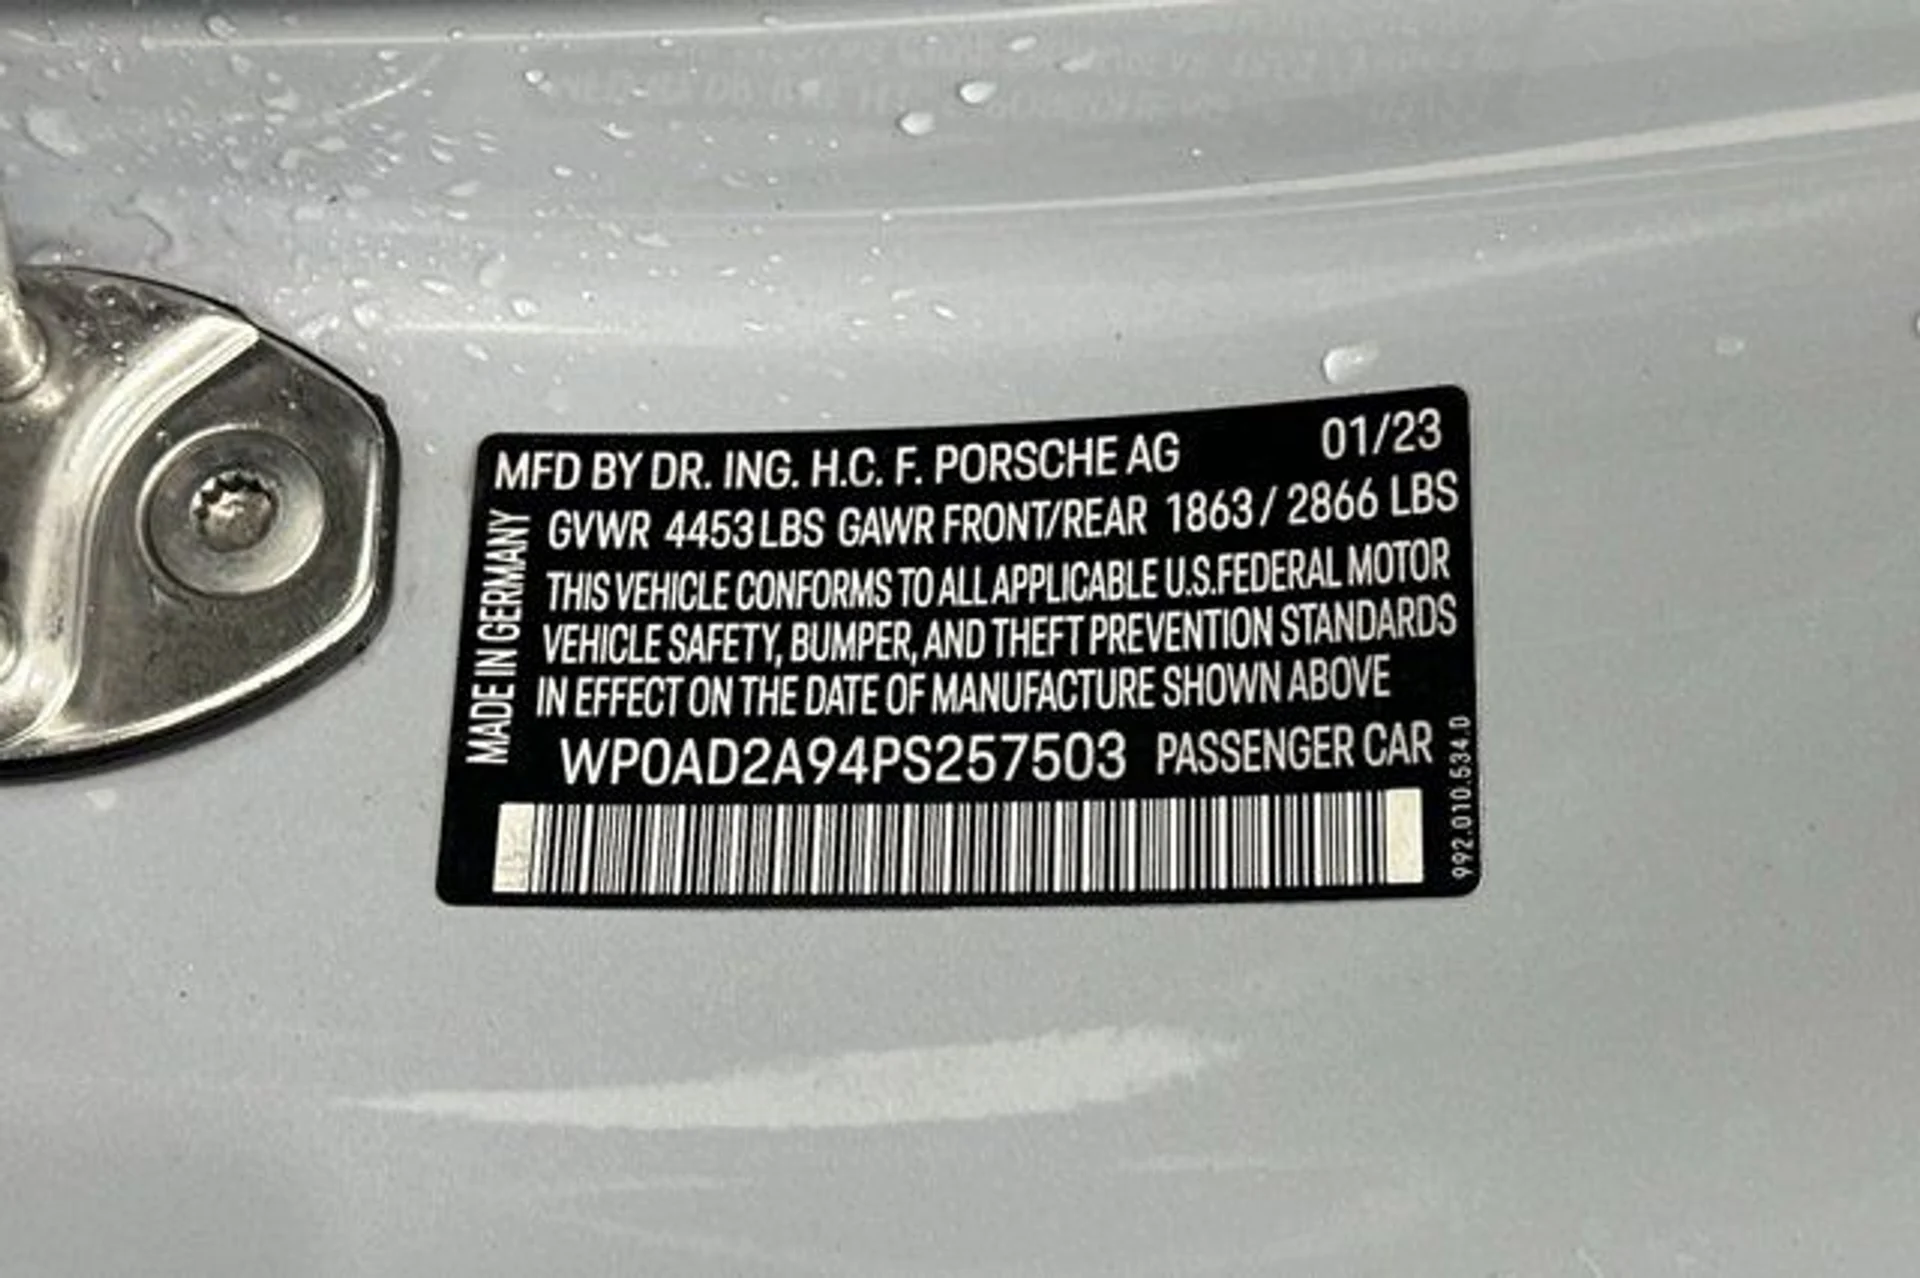 MFD BY DR. ING. H.C. F. PORSCHE AG 01/23
GVWR 4453 LBS GAWR FRONT/REAR 1863 / 2866 LBS
THIS VEHICLE CONFORMS TO ALL APPLICABLE U.S.FEDERAL MOTOR
VEHICLE SAFETY, BUMPER, AND THEFT PREVENTION STANDARDS
IN EFFECT ON THE DATE OF MANUFACTURE SHOWN ABOVE
WP0AD2A94PS257503 PASSENGER CAR
MADE IN GERMANY
992.010.534.D